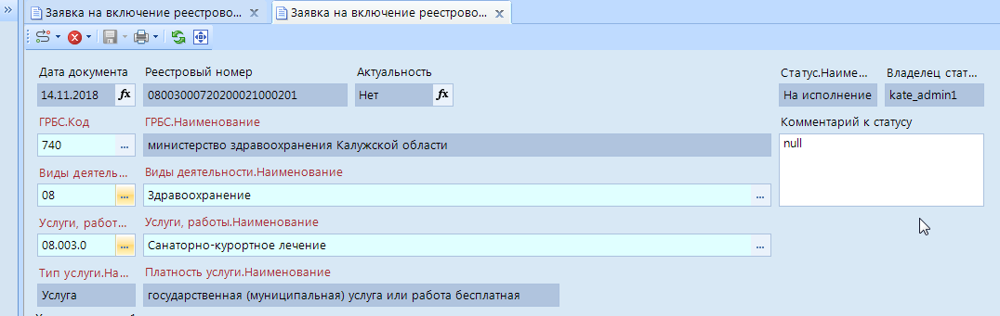 Заявка на включение реестрово... Заявка на включение реестрово...
Дата документа Реестровый номер Актуальность Статус.Наиме... Владелец стат...
14.11.2018 fx 08003000720200021000201 Нет fx На исполнение kate_admin1
ГРБС.Код ГРБС.Наименование Комментарий к статусу
740 ... министерство здравоохранения Калужской области null
Виды деятель... Виды деятельности.Наименование
08 ... Здравоохранение ...
Услуги, работ... Услуги, работы.Наименование
08.003.0 ... Санаторно-курортное лечение ...
Тип услуги.На... Платность услуги.Наименование
Услуга государственная (муниципальная) услуга или работа бесплатная